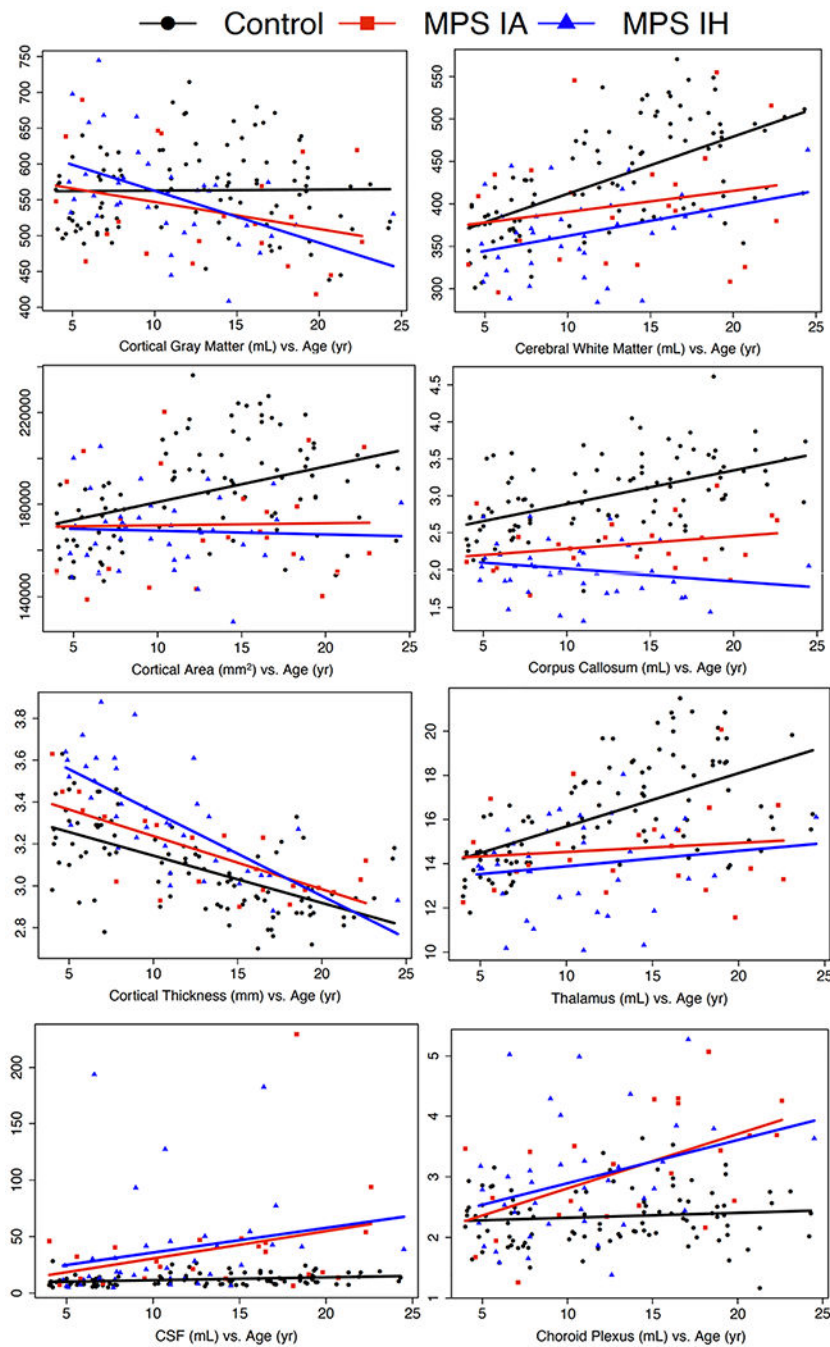 Control MPS IA MPS IH
750
700
650
600
550
500
450
400
5 10 15 20 25
Cortical Gray Matter (mL) vs. Age (yr)
550
500
450
400
350
300
5 10 15 20 25
Cerebral White Matter (mL) vs. Age (yr)
220000
180000
140000
5 10 15 20 25
Cortical Area (mm²) vs. Age (yr)
4.5
4.0
3.5
3.0
2.5
2.0
1.5
5 10 15 20 25
Corpus Callosum (mL) vs. Age (yr)
3.8
3.6
3.4
3.2
3.0
2.8
5 10 15 20 25
Cortical Thickness (mm) vs. Age (yr)
20
18
16
14
12
10
5 10 15 20 25
Thalamus (mL) vs. Age (yr)
200
150
100
50
0
5 10 15 20 25
CSF (mL) vs. Age (yr)
5
4
3
2
5 10 15 20 25
Choroid Plexus (mL) vs. Age (yr)